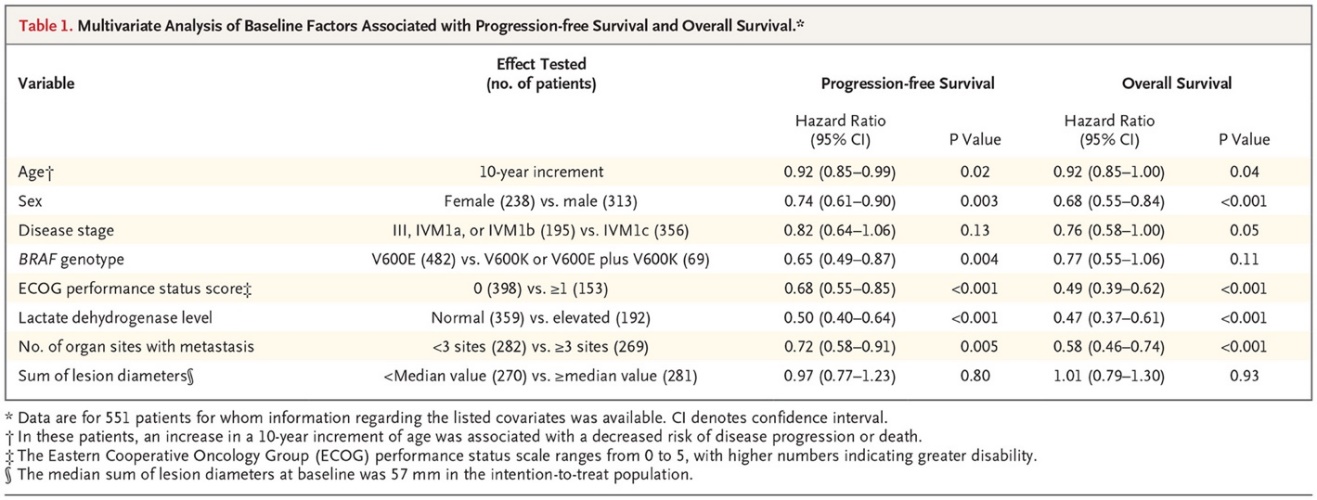 Table 1. Multivariate Analysis of Baseline Factors Associated with Progression-free Survival and Overall Survival.*
Variable Effect Tested (no. of patients) Progression-free Survival Overall Survival
Hazard Ratio (95% CI) P Value Hazard Ratio (95% CI) P Value
Age† 10-year increment 0.92 (0.85–0.99) 0.02 0.92 (0.85–1.00) 0.04
Sex Female (238) vs. male (313) 0.74 (0.61–0.90) 0.003 0.68 (0.55–0.84) <0.001
Disease stage III, IVM1a, or IVM1b (195) vs. IVM1c (356) 0.82 (0.64–1.06) 0.13 0.76 (0.58–1.00) 0.05
BRAF genotype V600E (482) vs. V600K or V600E plus V600K (69) 0.65 (0.49–0.87) 0.004 0.77 (0.55–1.06) 0.11
ECOG performance status score‡ 0 (398) vs. ≥1 (153) 0.68 (0.55–0.85) <0.001 0.49 (0.39–0.62) <0.001
Lactate dehydrogenase level Normal (359) vs. elevated (192) 0.50 (0.40–0.64) <0.001 0.47 (0.37–0.61) <0.001
No. of organ sites with metastasis <3 sites (282) vs. ≥3 sites (269) 0.72 (0.58–0.91) 0.005 0.58 (0.46–0.74) <0.001
Sum of lesion diameters§ <Median value (270) vs. ≥median value (281) 0.97 (0.77–1.23) 0.80 1.01 (0.79–1.30) 0.93
* Data are for 551 patients for whom information regarding the listed covariates was available. CI denotes confidence interval.
† In these patients, an increase in a 10-year increment of age was associated with a decreased risk of disease progression or death.
‡ The Eastern Cooperative Oncology Group (ECOG) performance status scale ranges from 0 to 5, with higher numbers indicating greater disability.
§ The median sum of lesion diameters at baseline was 57 mm in the intention-to-treat population.